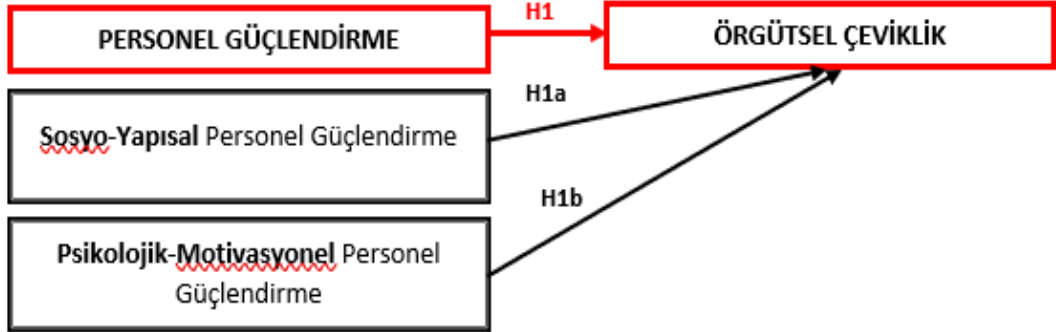 PERSONEL GÜÇLENDİRME
H1
ÖRGÜTSEL ÇEVİKLİK
H1a
Sosyo-Yapısal Personel Güçlendirme
H1b
Psikolojik-Motivasyonel Personel
Güçlendirme